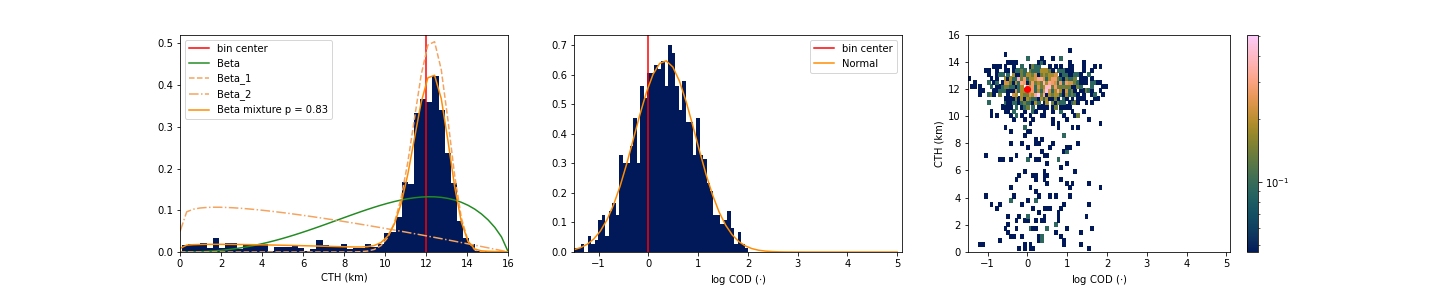 0.5
0.4
0.3
0.2
0.1
0.0
0 2 4 6 8 10 12 14 16
CTH (km)
bin center
Beta
Beta_1
Beta_2
Beta mixture p = 0.83
0.7
0.6
0.5
0.4
0.3
0.2
0.1
0.0
−1 0 1 2 3 4 5
log COD (·)
bin center
Normal
16
14
12
10
8
6
4
2
0
CTH (km)
−1 0 1 2 3 4 5
log COD (·)
10⁻¹